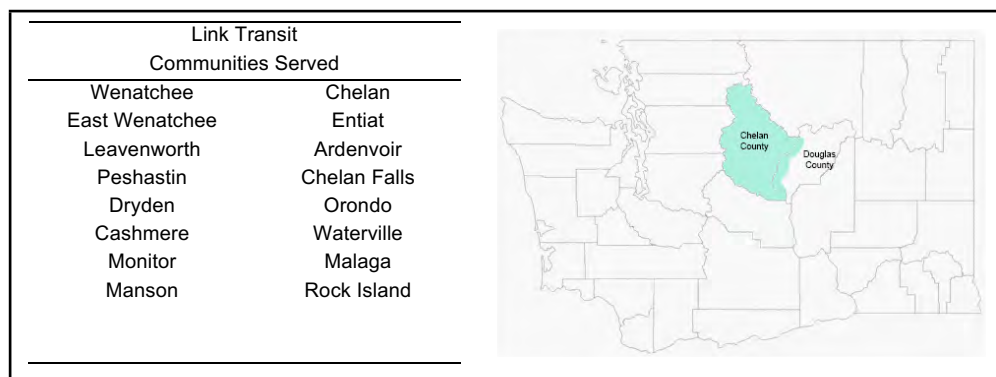 Link Transit
Communities Served
Wenatchee Chelan
East Wenatchee Entiat
Leavenworth Ardenvoir
Peshastin Chelan Falls
Dryden Orondo
Cashmere Waterville
Monitor Malaga
Manson Rock Island
Chelan
County
Douglas
County